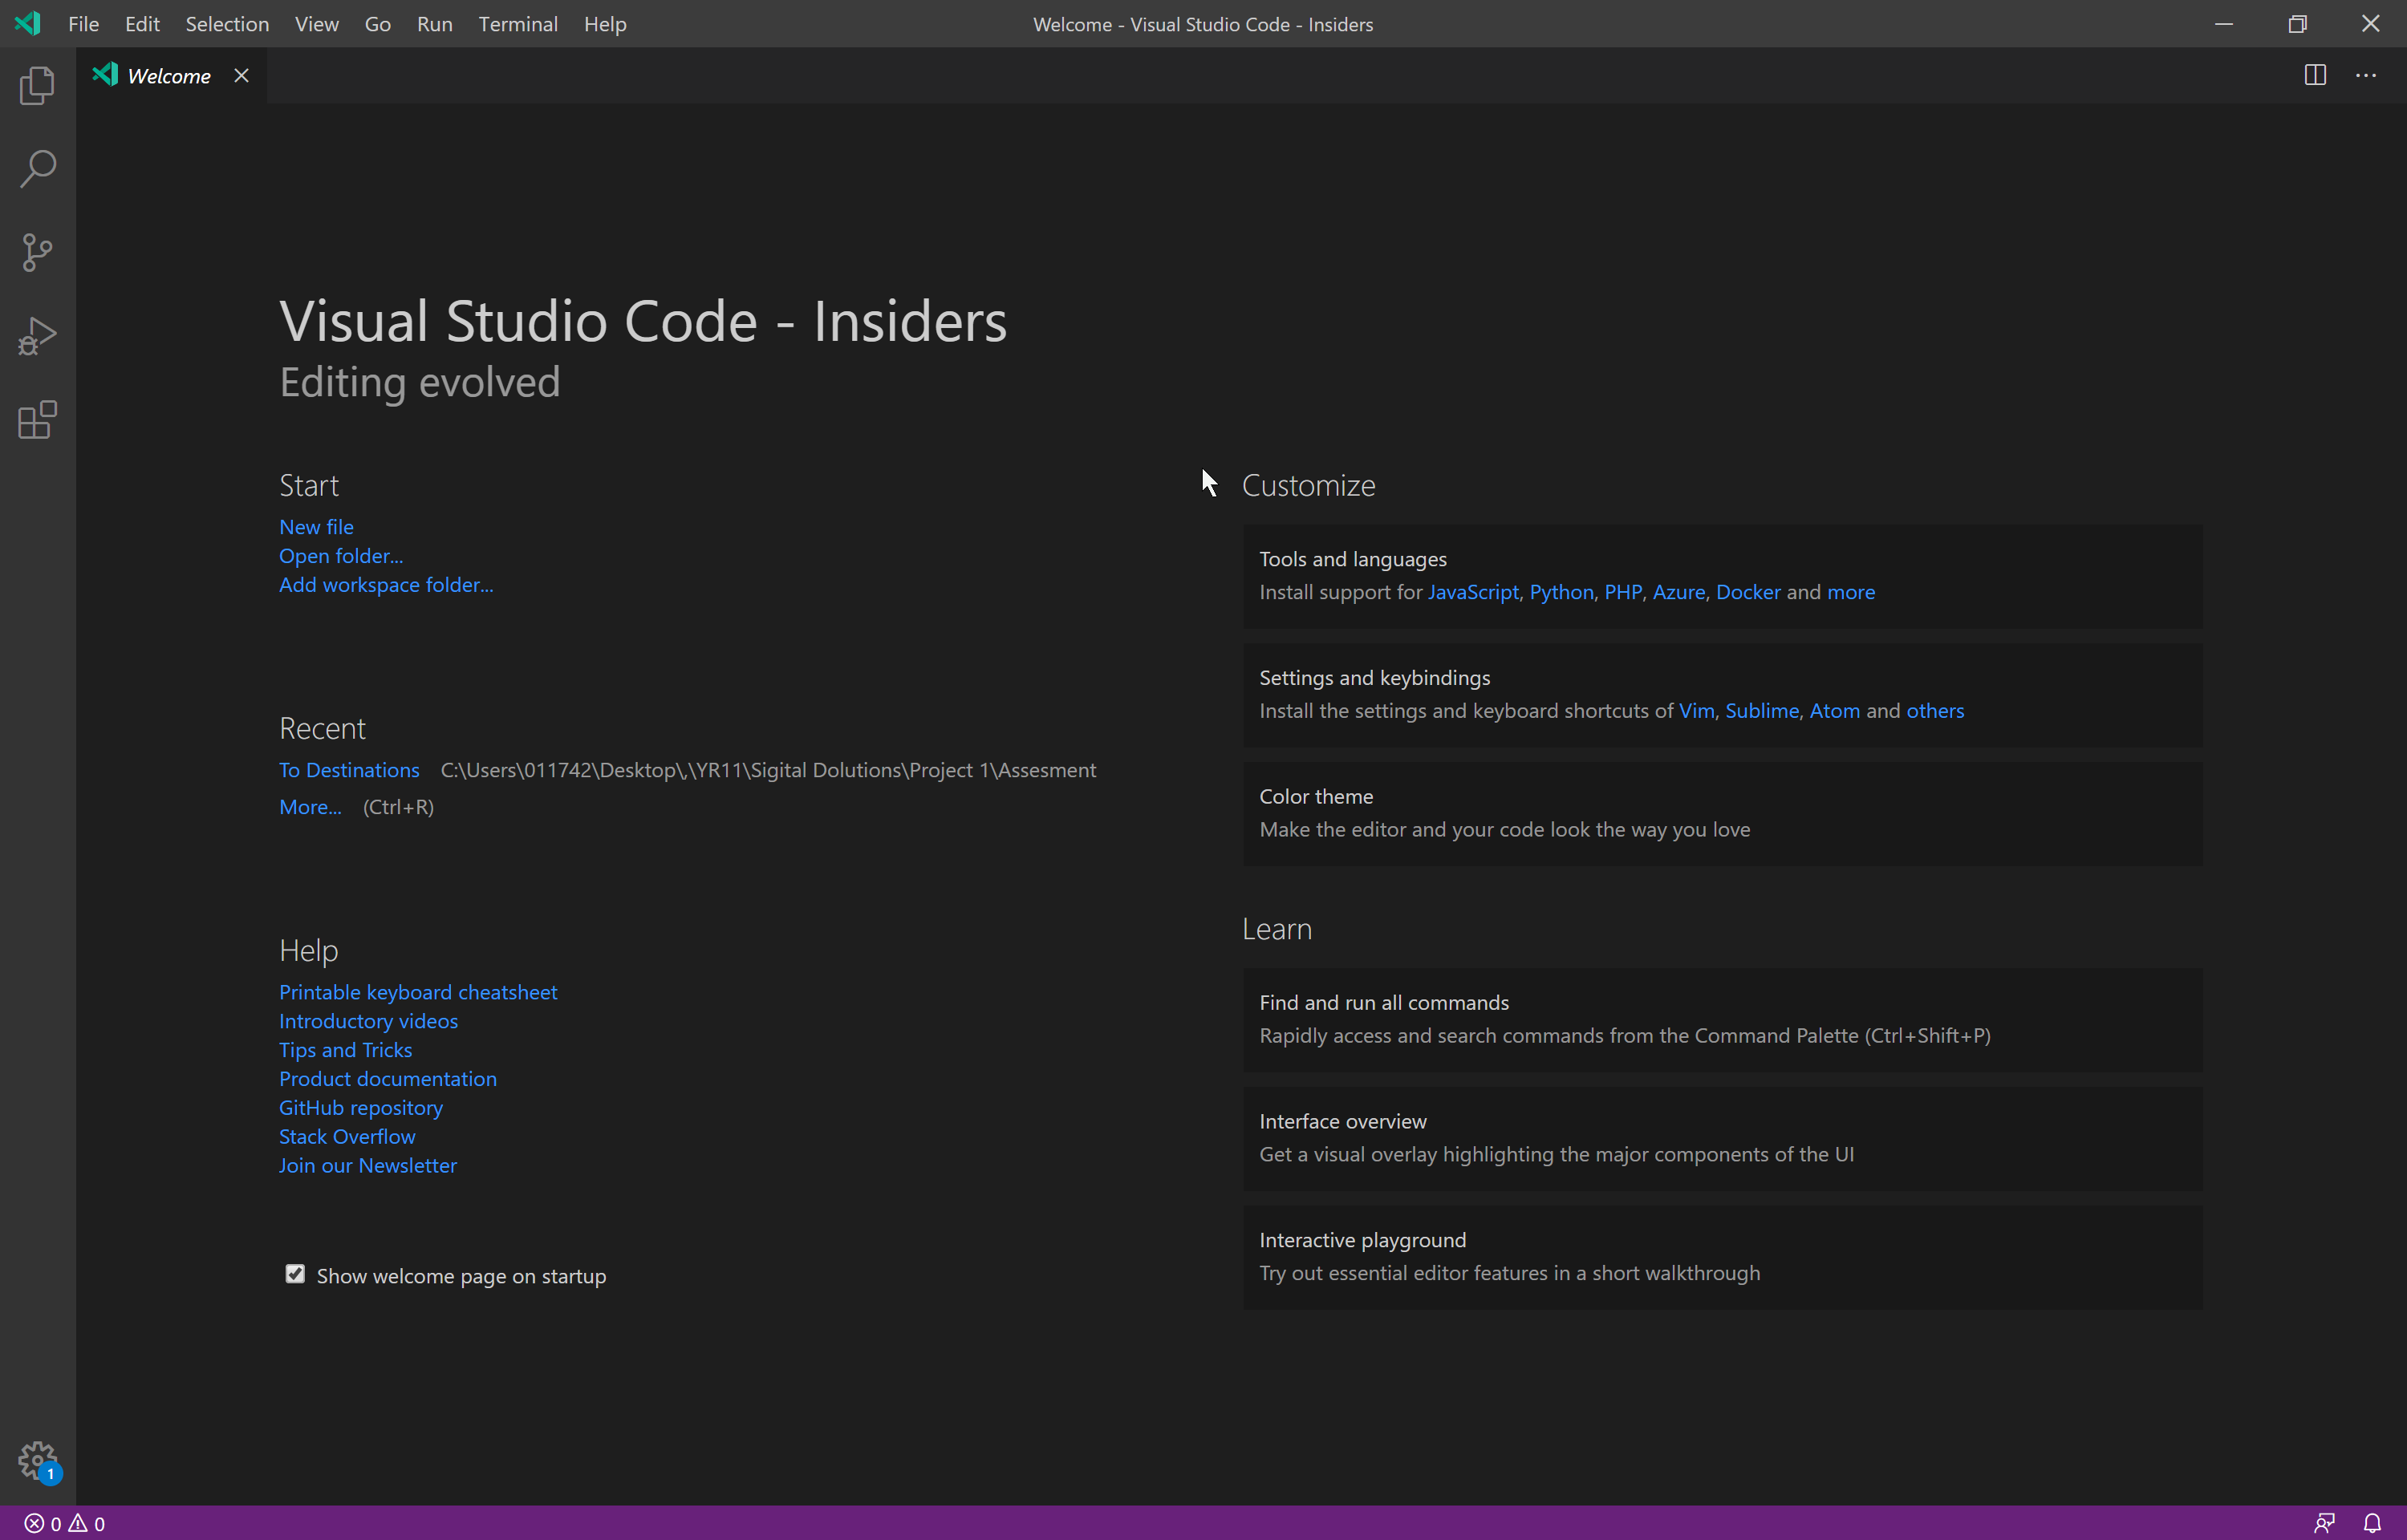 File Edit Selection View Go Run Terminal Help
Welcome - Visual Studio Code - Insiders
Welcome
Visual Studio Code - Insiders
Editing evolved
Start
New file
Open folder...
Add workspace folder...
Recent
To Destinations C:\Users\011742\Desktop\,\YR11\Sigital Dolutions\Project 1\Assesment
More... (Ctrl+R)
Help
Printable keyboard cheatsheet
Introductory videos
Tips and Tricks
Product documentation
GitHub repository
Stack Overflow
Join our Newsletter
Show welcome page on startup
Customize
Tools and languages
Install support for JavaScript, Python, PHP, Azure, Docker and more
Settings and keybindings
Install the settings and keyboard shortcuts of Vim, Sublime, Atom and others
Color theme
Make the editor and your code look the way you love
Learn
Find and run all commands
Rapidly access and search commands from the Command Palette (Ctrl+Shift+P)
Interface overview
Get a visual overlay highlighting the major components of the UI
Interactive playground
Try out essential editor features in a short walkthrough
1
0 0